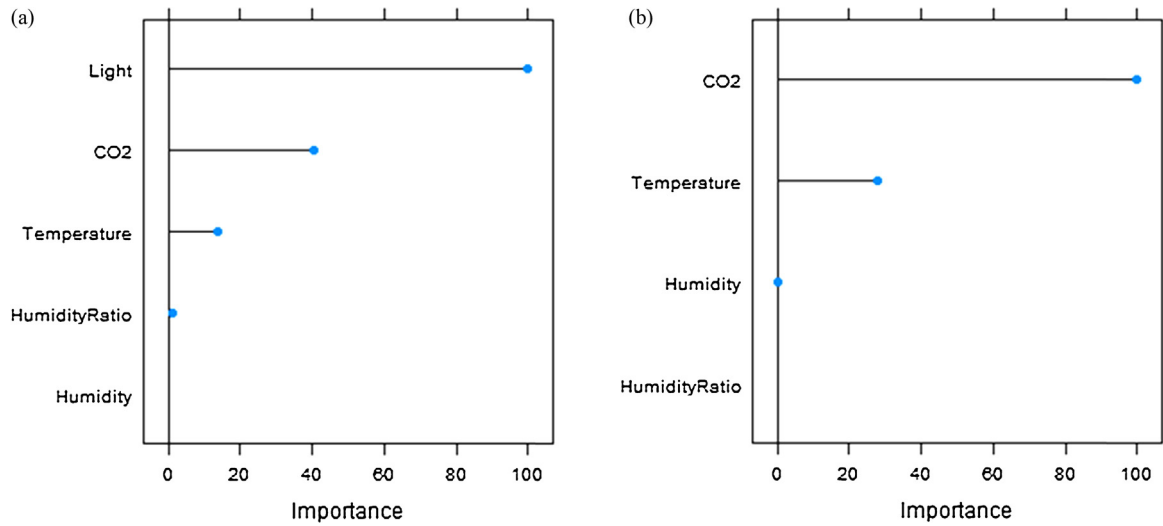 (a)
Light
CO2
Temperature
HumidityRatio
Humidity
0 20 40 60 80 100
Importance
(b)
CO2
Temperature
Humidity
HumidityRatio
0 20 40 60 80 100
Importance